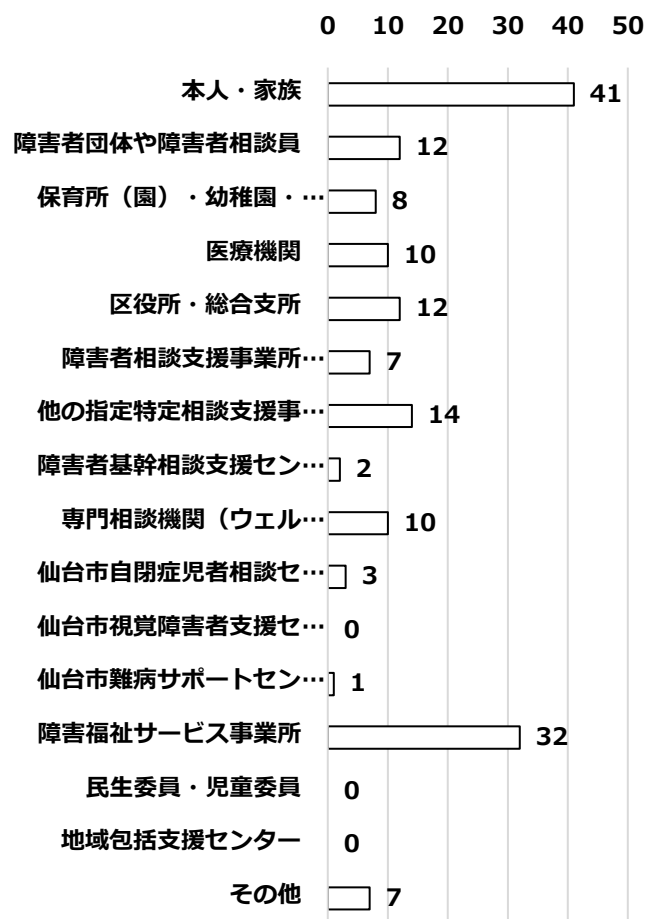 0 10 20 30 40 50
本人・家族 41
障害者団体や障害者相談員 12
保育所（園）・幼稚園・… 8
医療機関 10
区役所・総合支所 12
障害者相談支援事業所… 7
他の指定特定相談支援事… 14
障害者基幹相談支援セン… 2
専門相談機関（ウェル… 10
仙台市自閉症児者相談セ… 3
仙台市視覚障害者支援セ… 0
仙台市難病サポートセン… 1
障害福祉サービス事業所 32
民生委員・児童委員 0
地域包括支援センター 0
その他 7